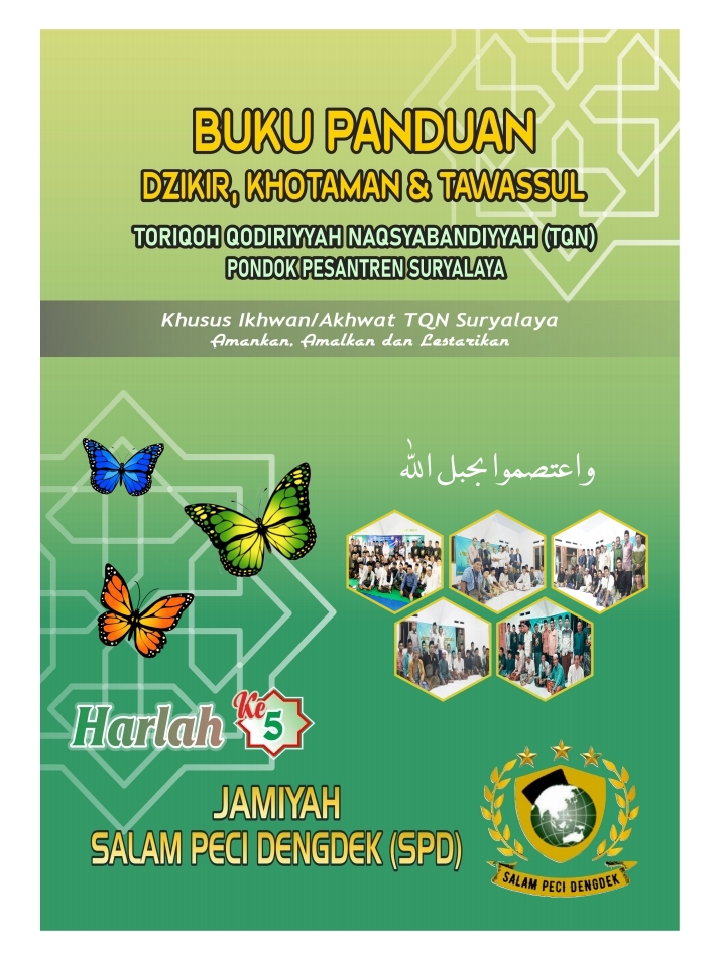 BUKU PANDUAN
DZIKIR, KHOTAMAN & TAWASSUL
TORIQOH QODIRIYYAH NAQSYABANDIYYAH (TQN)
PONDOK PESANTREN SURYALAYA
Khusus Ikhwan/Akhwat TQN Suryalaya
Amankan, Amalkan dan Lestarikan
واعتصموا بحبل الله
Harlah Ke 5
JAMIYAH
SALAM PECI DENGDEK (SPD)
SALAM PECI DENGDEK